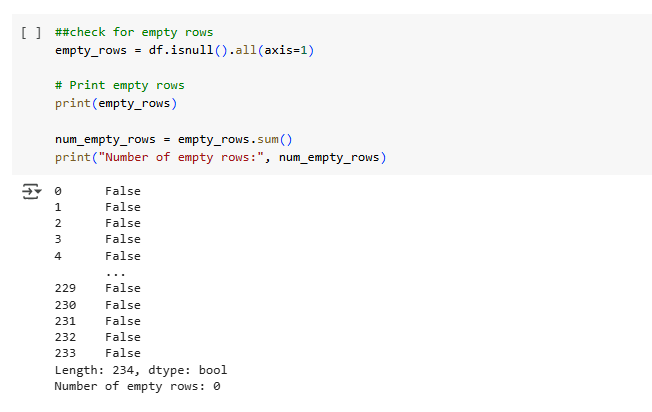 [ ] ##check for empty rows
empty_rows = df.isnull().all(axis=1)
# Print empty rows
print(empty_rows)
num_empty_rows = empty_rows.sum()
print("Number of empty rows:", num_empty_rows)
0 False
1 False
2 False
3 False
4 False
...
229 False
230 False
231 False
232 False
233 False
Length: 234, dtype: bool
Number of empty rows: 0